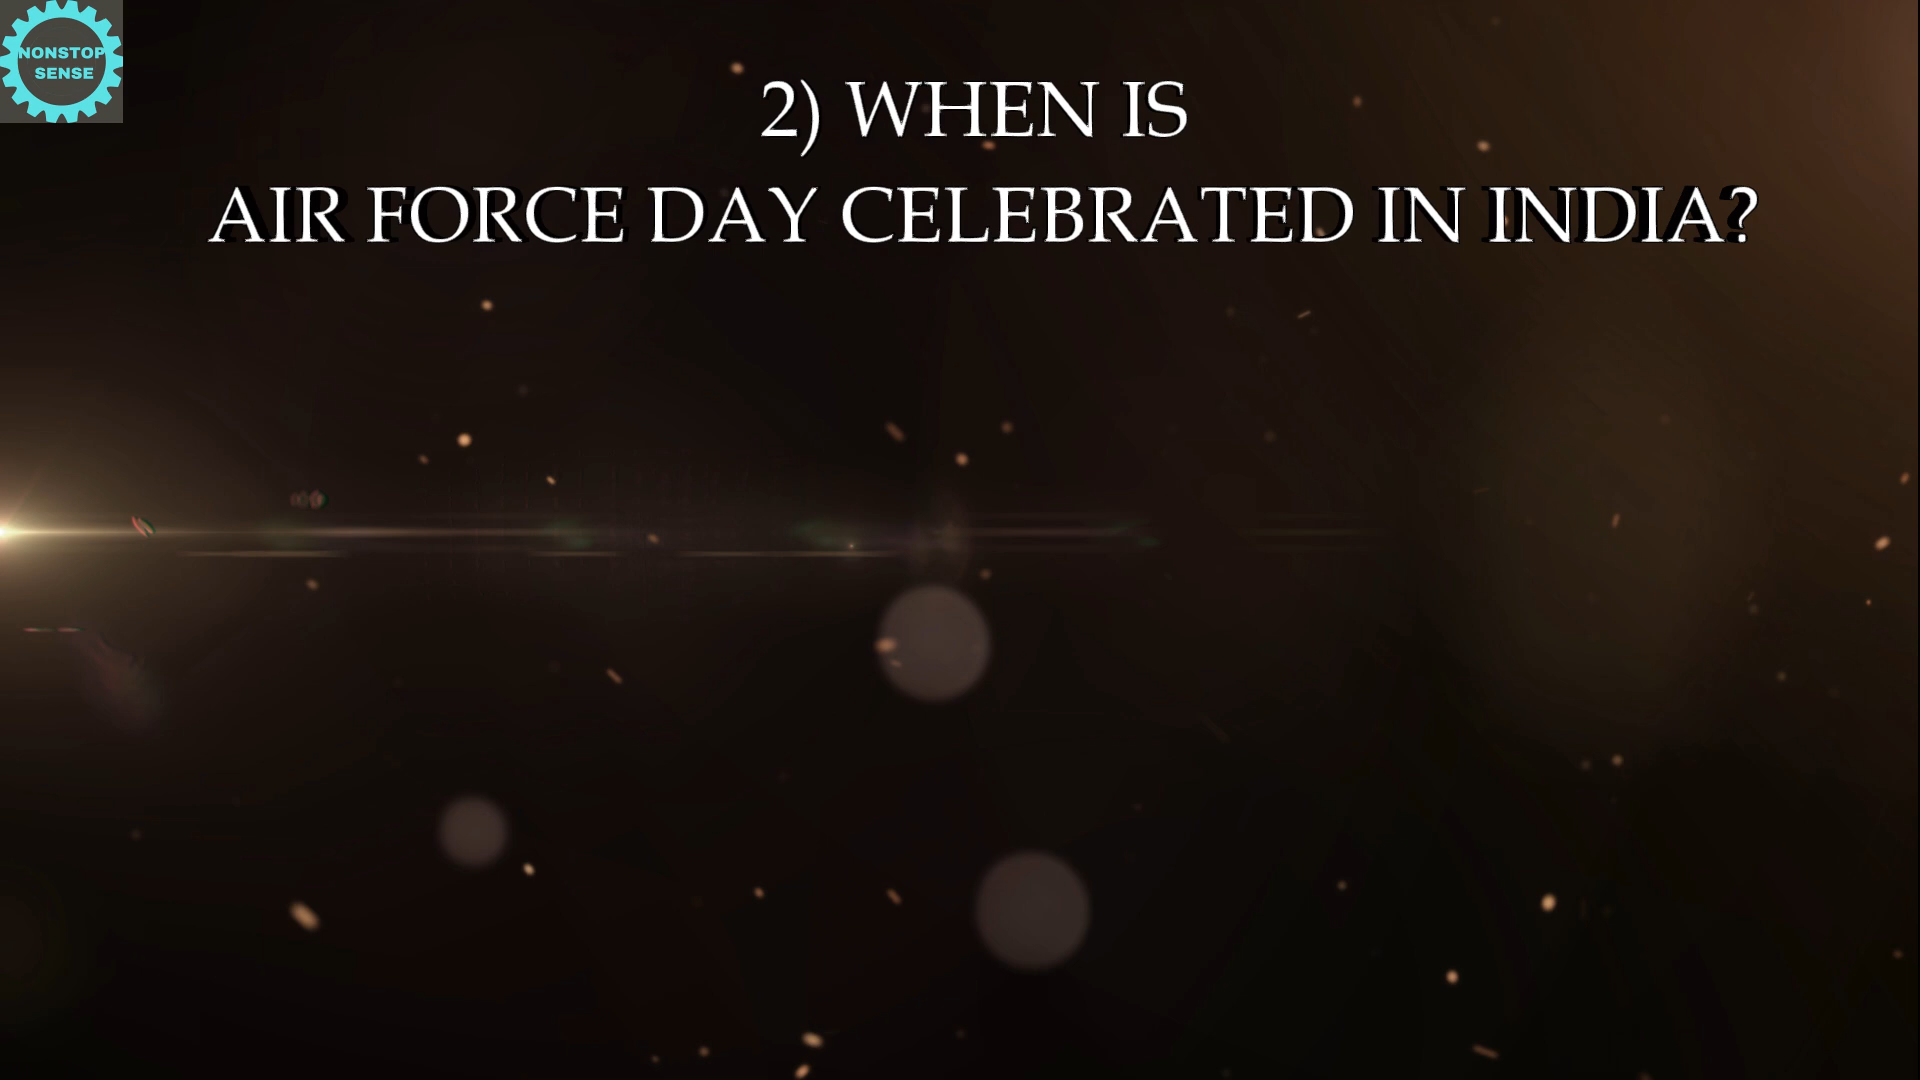 NONSTOP
SENSE
2) WHEN IS
AIR FORCE DAY CELEBRATED IN INDIA?